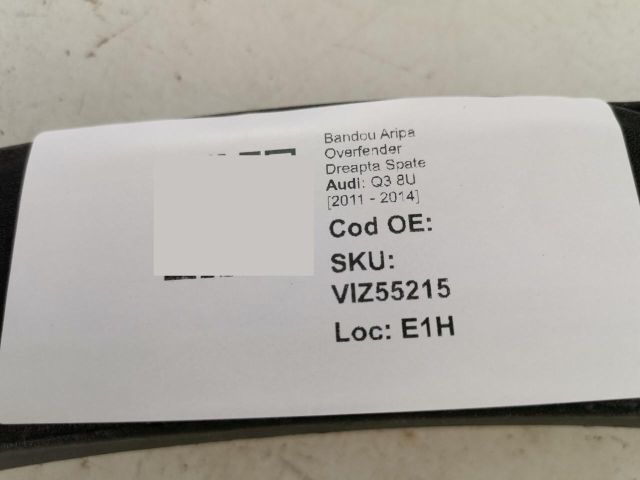 Bandou Aripa
Overfender
Dreapta Spate
Audi: Q3 8U
[2011 - 2014]
Cod OE:
SKU:
VIZ55215
Loc: E1H